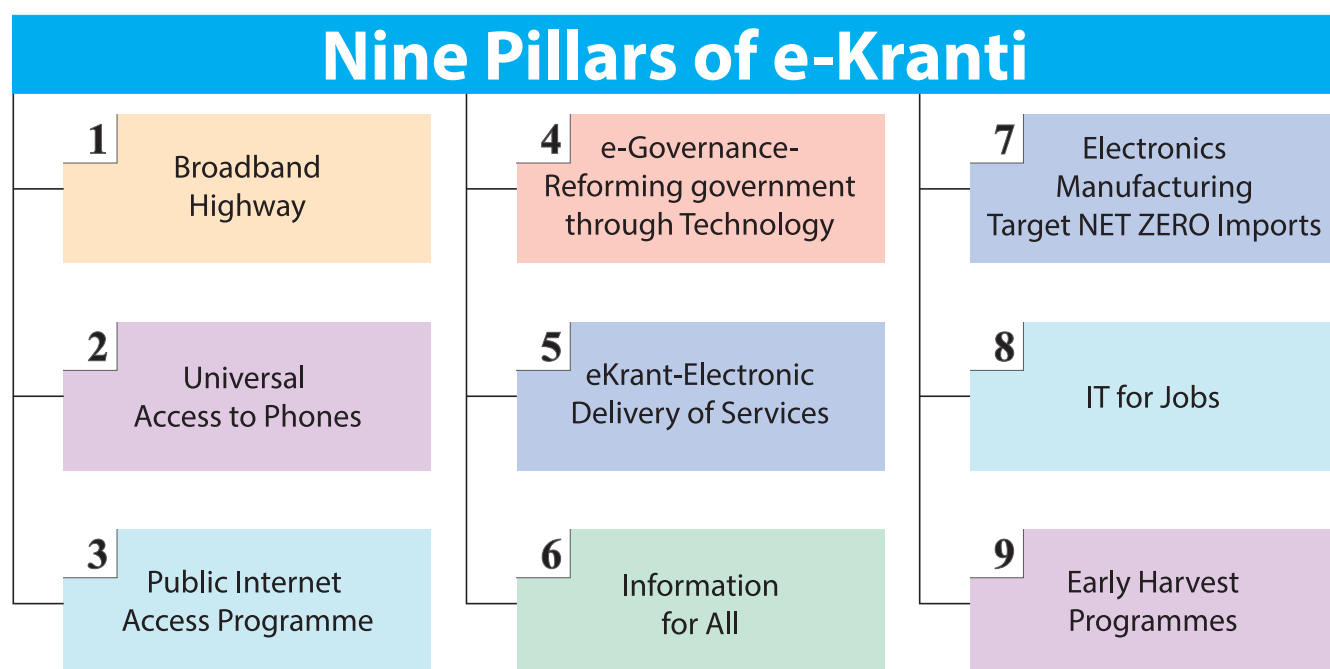 Nine Pillars of e-Kranti
1
Broadband
Highway
2
Universal
Access to Phones
3
Public Internet
Access Programme
4
e-Governance-
Reforming government
through Technology
5
eKrant-Electronic
Delivery of Services
6
Information
for All
7
Electronics
Manufacturing
Target NET ZERO Imports
8
IT for Jobs
9
Early Harvest
Programmes